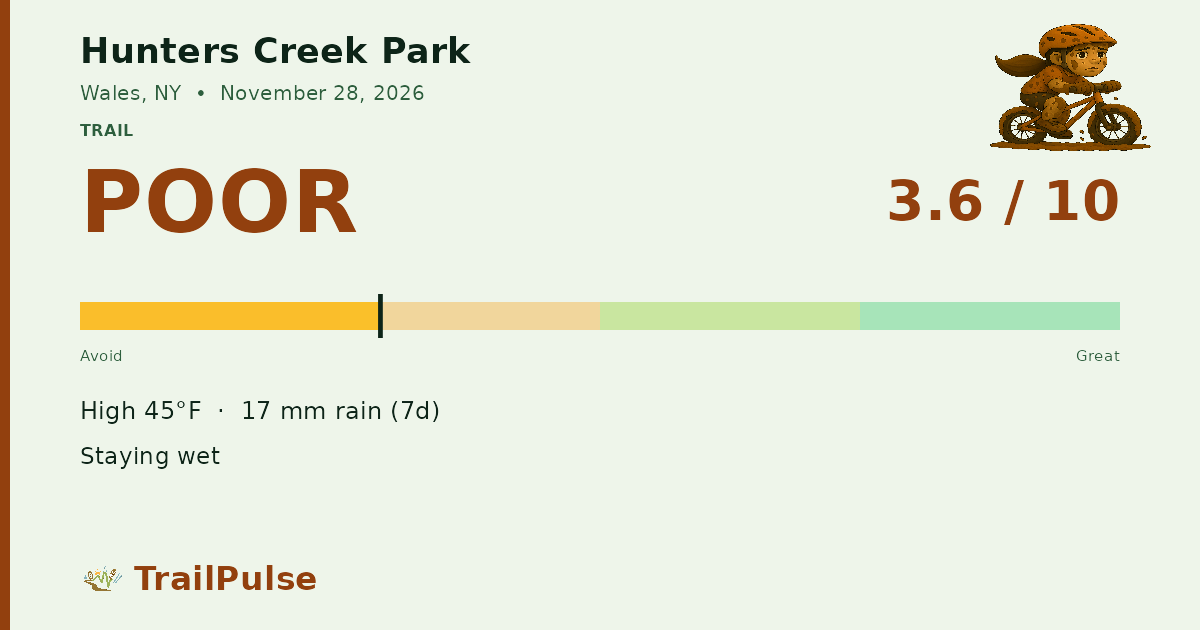 Hunters Creek Park
Wales, NY • November 28, 2026
TRAIL
POOR
3.6 / 10
Avoid
Great
High 45°F · 17 mm rain (7d)
Staying wet
TrailPulse